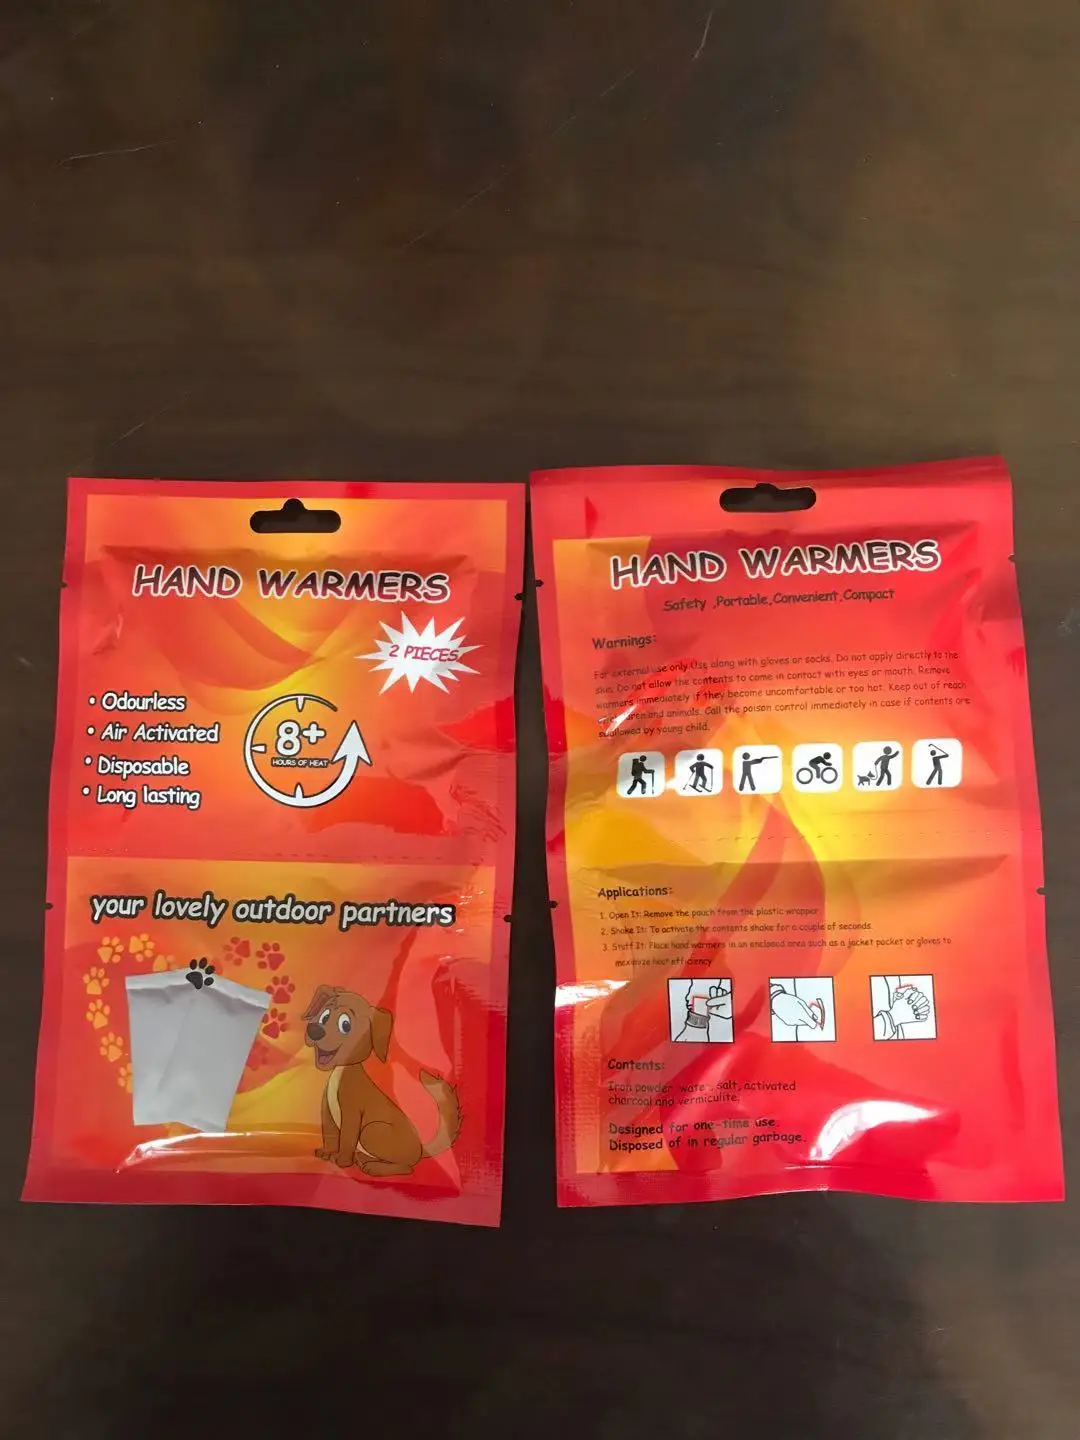 HAND WARMERS
2 PIECES
• Odourless
• Air Activated
• Disposable
• Long lasting
8+
HOURS OF HEAT
your lovely outdoor partners
HAND WARMERS
Safety ,Portable,Convenient,Compact
Warnings:
For external use only.Use along with gloves or socks. Do not apply directly to the
skin. Do not allow the contents to come in contact with eyes or mouth. Remove
warmers immediately if they become uncomfortable or too hot. Keep out of reach
and animals. Call the poison control immediately in case if contents are
swallowed by young child.
Applications:
1. Open It: Remove the pouch from the plastic wrapper
2. Shake It: To activate the contents shake for a couple of seconds.
3. Stuff It: Place hand warmers in an enclosed area such as a jacket pocket or gloves to
maximize heat efficiency
Contents:
Iron powder, water, salt, activated
charcoal and vermiculite.
Designed for one-time use.
Disposed of in regular garbage.